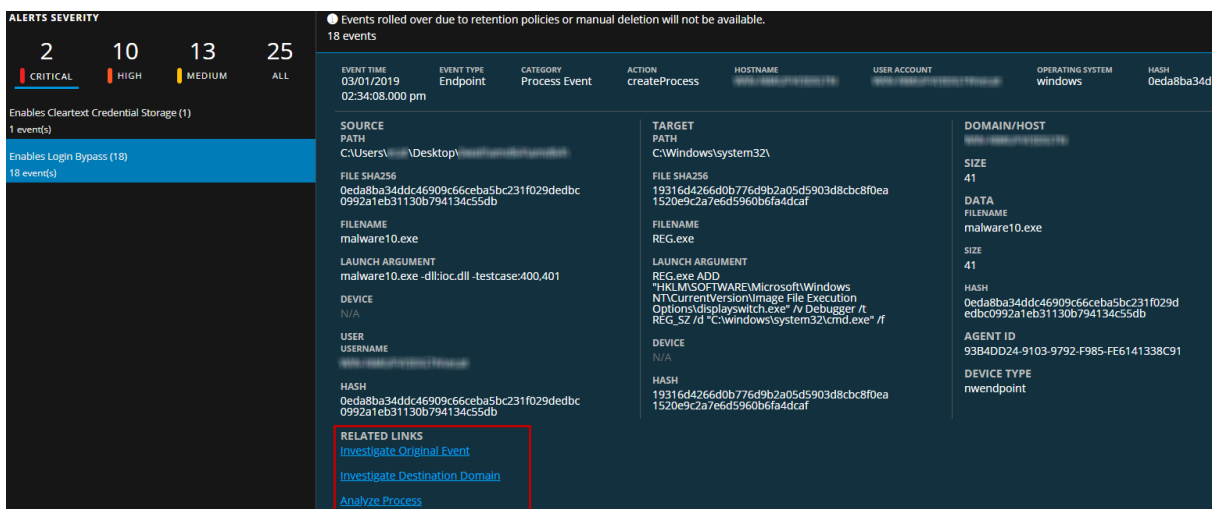 ALERTS SEVERITY
2 10 13 25
CRITICAL HIGH MEDIUM ALL
Enables Cleartext Credential Storage (1)
1 event(s)
Enables Login Bypass (18)
18 event(s)
Events rolled over due to retention policies or manual deletion will not be available.
18 events
EVENT TIME EVENT TYPE CATEGORY ACTION HOSTNAME USER ACCOUNT OPERATING SYSTEM HASH
03/01/2019 Endpoint Process Event createProcess windows 0eda8ba34d
02:34:08.000 pm
SOURCE
PATH
C:\Users\ \Desktop\
FILE SHA256
0eda8ba34ddc46909c66ceba5bc231f029dedbc
0992a1eb31130b794134c55db
FILENAME
malware10.exe
LAUNCH ARGUMENT
malware10.exe -dll:ioc.dll -testcase:400,401
DEVICE
N/A
USER
USERNAME
HASH
0eda8ba34ddc46909c66ceba5bc231f029dedbc
0992a1eb31130b794134c55db
RELATED LINKS
Investigate Original Event
Investigate Destination Domain
Analyze Process
TARGET
PATH
C:\Windows\system32\
FILE SHA256
19316d4266d0b776d9b2a05d5903d8cbc8f0ea
1520e9c2a7e6d5960b6fa4dcaf
FILENAME
REG.exe
LAUNCH ARGUMENT
REG.exe ADD
"HKLM\SOFTWARE\Microsoft\Windows
NT\CurrentVersion\Image File Execution
Options\displayswitch.exe" /v Debugger /t
REG_SZ /d "C:\windows\system32\cmd.exe" /f
DEVICE
N/A
HASH
19316d4266d0b776d9b2a05d5903d8cbc8f0ea
1520e9c2a7e6d5960b6fa4dcaf
DOMAIN/HOST
SIZE
41
DATA
FILENAME
malware10.exe
SIZE
41
HASH
0eda8ba34ddc46909c66ceba5bc231f029d
edbc0992a1eb31130b794134c55db
AGENT ID
93B4DD24-9103-9792-F985-FE6141338C91
DEVICE TYPE
nwendpoint